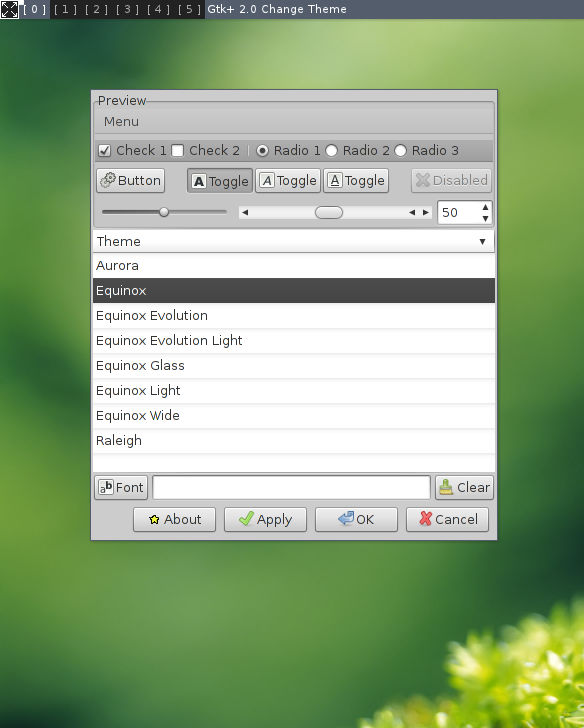 [ 0 ] [ 1 ] [ 2 ] [ 3 ] [ 4 ] [ 5 ] Gtk+ 2.0 Change Theme
Preview
Menu
Check 1 Check 2 Radio 1 Radio 2 Radio 3
Button A Toggle A Toggle A Toggle Disabled
50
Theme
Aurora
Equinox
Equinox Evolution
Equinox Evolution Light
Equinox Glass
Equinox Light
Equinox Wide
Raleigh
ab Font Clear
About Apply OK Cancel